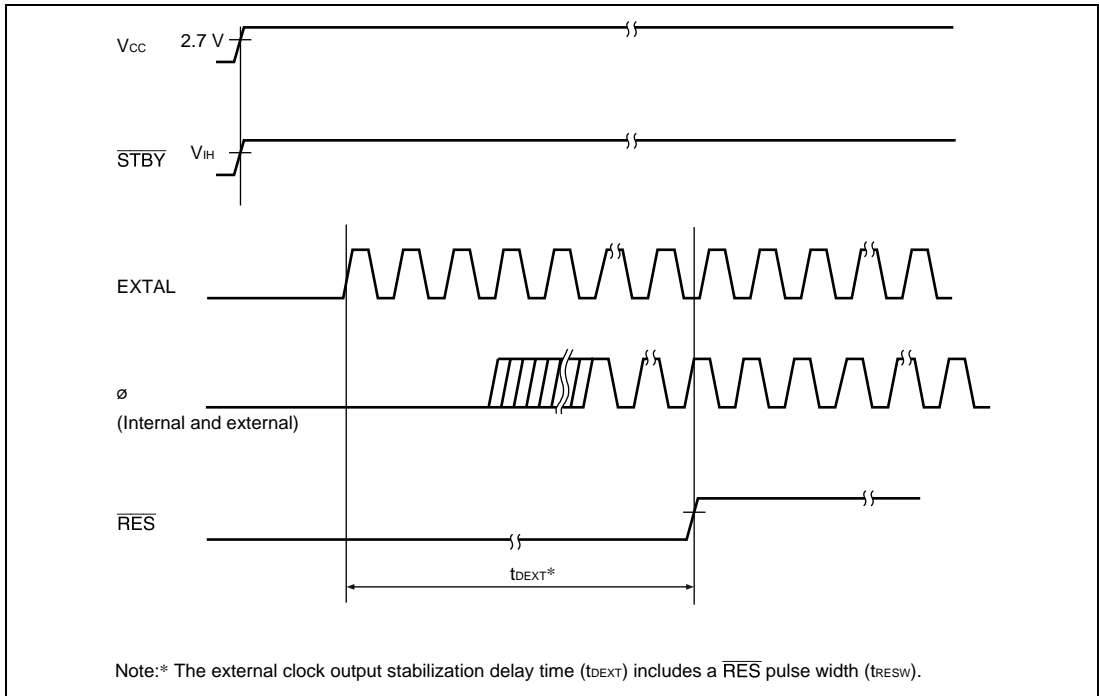 Vcc 2.7 V
STBY VIH
EXTAL
ø
(Internal and external)
RES
tDEXT*
Note:* The external clock output stabilization delay time (tDEXT) includes a RES pulse width (tRESW).